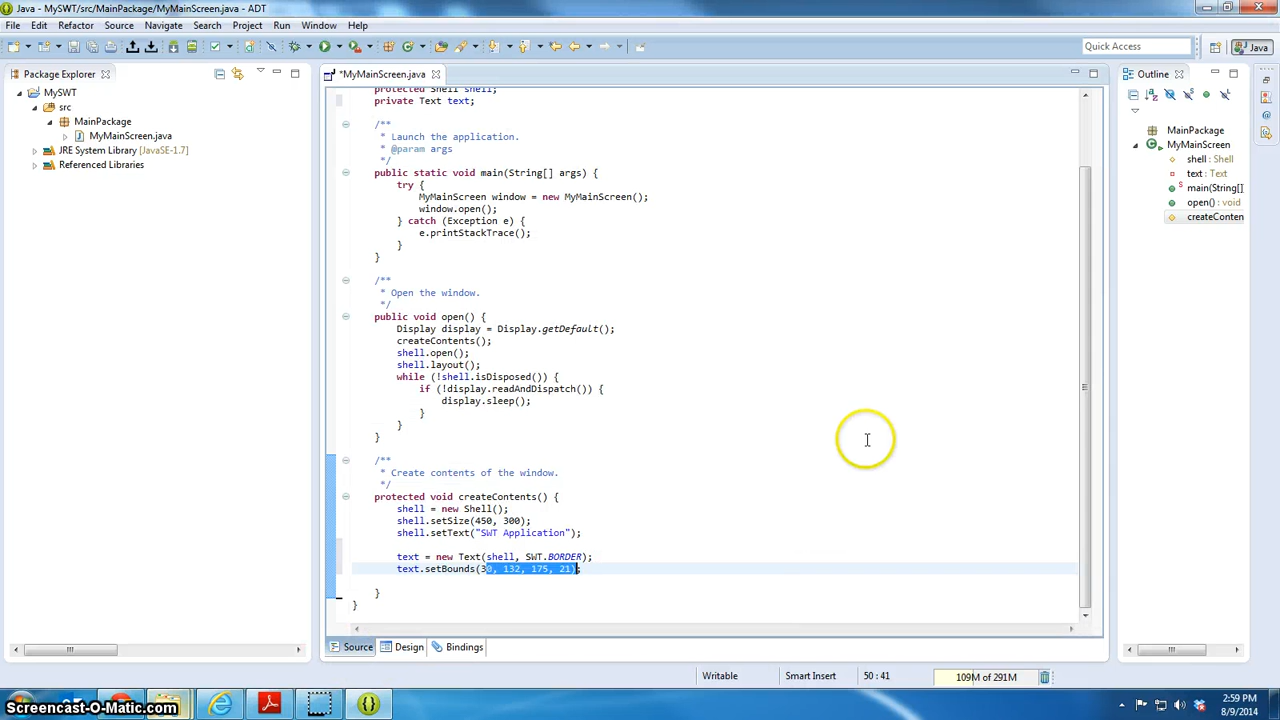 Java - MySWT/src/MainPackage/MyMainScreen.java - ADT
File Edit Refactor Source Navigate Search Project Run Window Help
Quick Access
Java
Package Explorer
MySWT
src
MainPackage
MyMainScreen.java
JRE System Library [JavaSE-1.7]
Referenced Libraries
*MyMainScreen.java
protected Shell shell;
private Text text;
/**
* Launch the application.
* @param args
*/
public static void main(String[] args) {
try {
MyMainScreen window = new MyMainScreen();
window.open();
} catch (Exception e) {
e.printStackTrace();
}
}
/**
* Open the window.
*/
public void open() {
Display display = Display.getDefault();
createContents();
shell.open();
shell.layout();
while (!shell.isDisposed()) {
if (!display.readAndDispatch()) {
display.sleep();
}
}
}
/**
* Create contents of the window.
*/
protected void createContents() {
shell = new Shell();
shell.setSize(450, 300);
shell.setText("SWT Application");
text = new Text(shell, SWT.BORDER);
text.setBounds(30, 132, 175, 21);
}
}
Source Design Bindings
Outline
MainPackage
MyMainScreen
shell : Shell
text : Text
main(String[]
open() : void
createConten
Writable Smart Insert 50 : 41 109M of 291M
Screencast-O-Matic.com
2:59 PM
8/9/2014